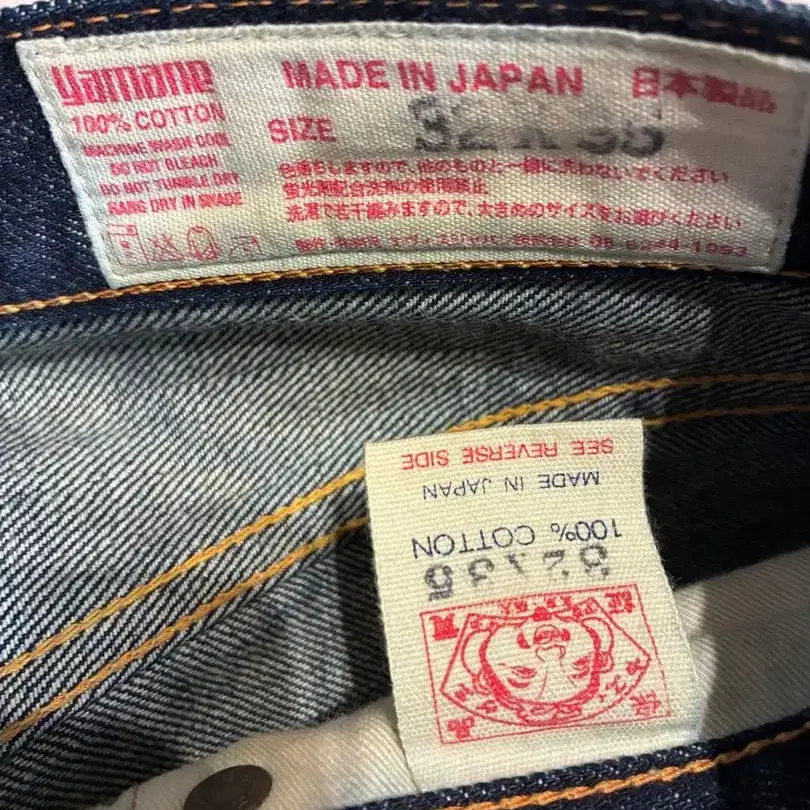 Yamane
100% COTTON
MACHINE WASH COLD
DO NOT BLEACH
DO NOT TUMBLE DRY
HANG DRY IN SHADE
MADE IN JAPAN 日本製品
SIZE 32 X 35
色落ちしますので、他のものと一緒に洗わないでください
蛍光剤配合洗剤の使用禁止
洗濯で若干縮みますので、大きめのサイズをお選びください
SEE REVERSE SIDE
MADE IN JAPAN
100% COTTON
32X35